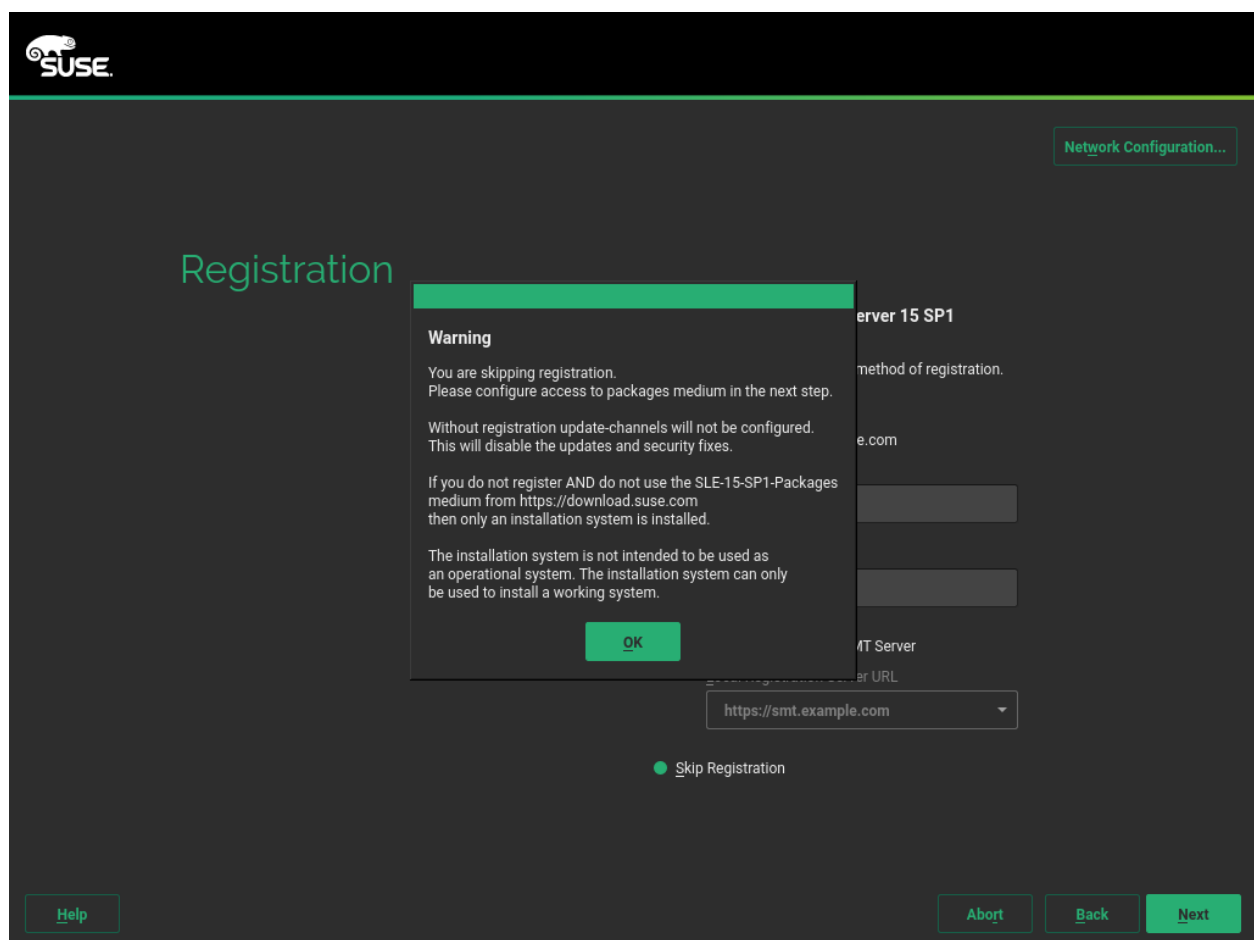 SUSE.
Network Configuration...
Registration
erver 15 SP1
method of registration.
e.com
Warning
You are skipping registration.
Please configure access to packages medium in the next step.
Without registration update-channels will not be configured.
This will disable the updates and security fixes.
If you do not register AND do not use the SLE-15-SP1-Packages
medium from https://download.suse.com
then only an installation system is installed.
The installation system is not intended to be used as
an operational system. The installation system can only
be used to install a working system.
OK
MT Server
er URL
https://smt.example.com
Skip Registration
Help
Abort
Back
Next